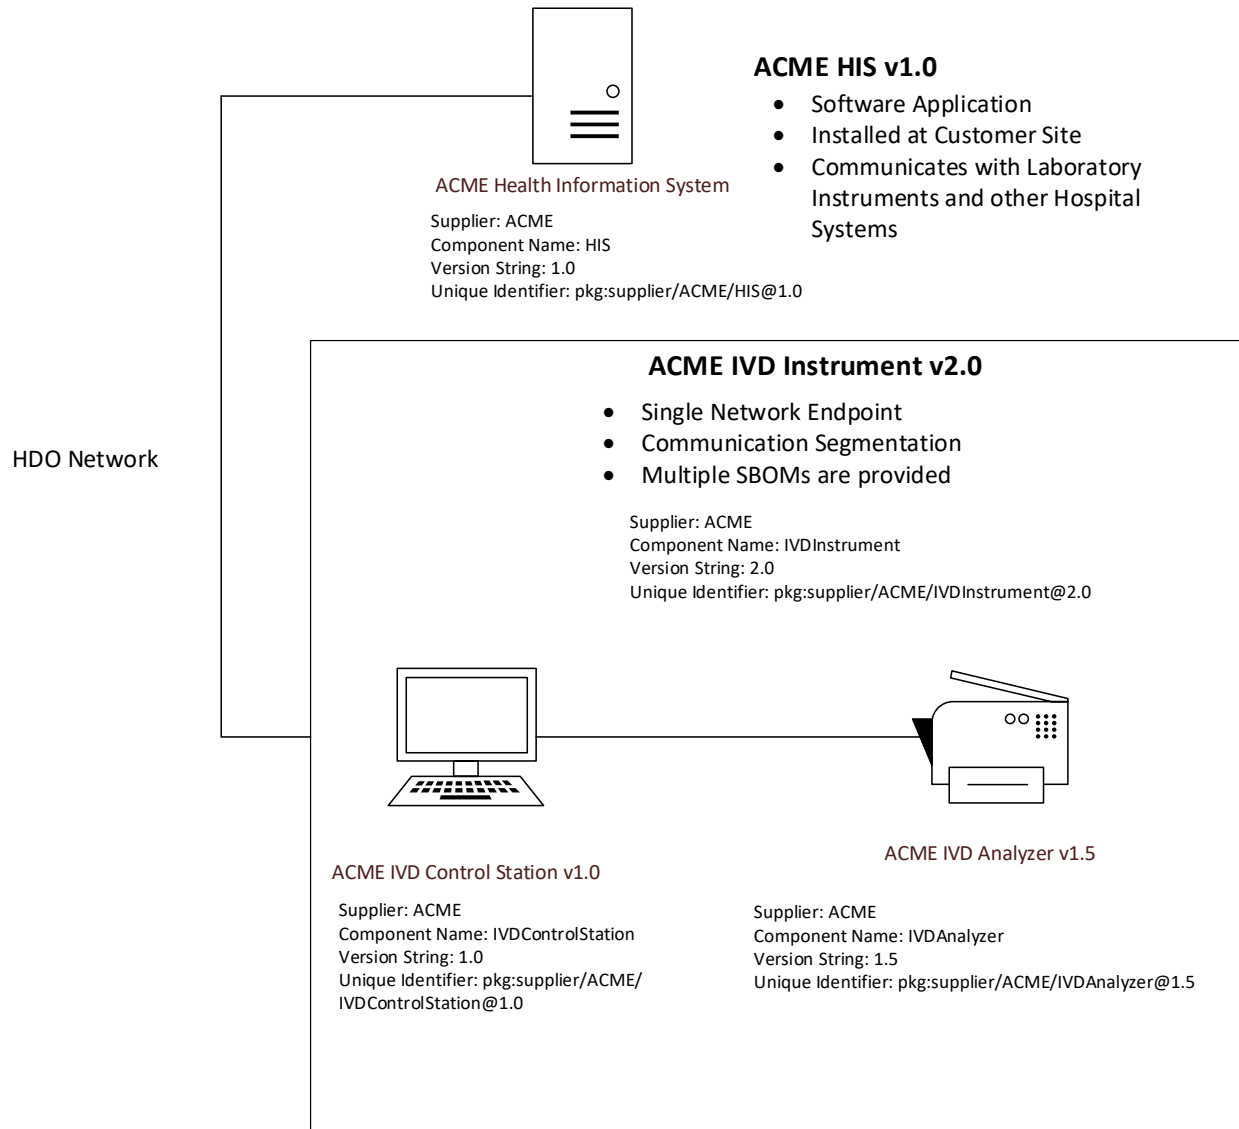 ACME HIS v1.0
• Software Application
• Installed at Customer Site
• Communicates with Laboratory
Instruments and other Hospital
Systems
ACME Health Information System
Supplier: ACME
Component Name: HIS
Version String: 1.0
Unique Identifier: pkg:supplier/ACME/HIS@1.0
HDO Network
ACME IVD Instrument v2.0
• Single Network Endpoint
• Communication Segmentation
• Multiple SBOMs are provided
Supplier: ACME
Component Name: IVDInstrument
Version String: 2.0
Unique Identifier: pkg:supplier/ACME/IVDInstrument@2.0
ACME IVD Control Station v1.0
Supplier: ACME
Component Name: IVDControlStation
Version String: 1.0
Unique Identifier: pkg:supplier/ACME/
IVDControlStation@1.0
ACME IVD Analyzer v1.5
Supplier: ACME
Component Name: IVDAnalyzer
Version String: 1.5
Unique Identifier: pkg:supplier/ACME/IVDAnalyzer@1.5